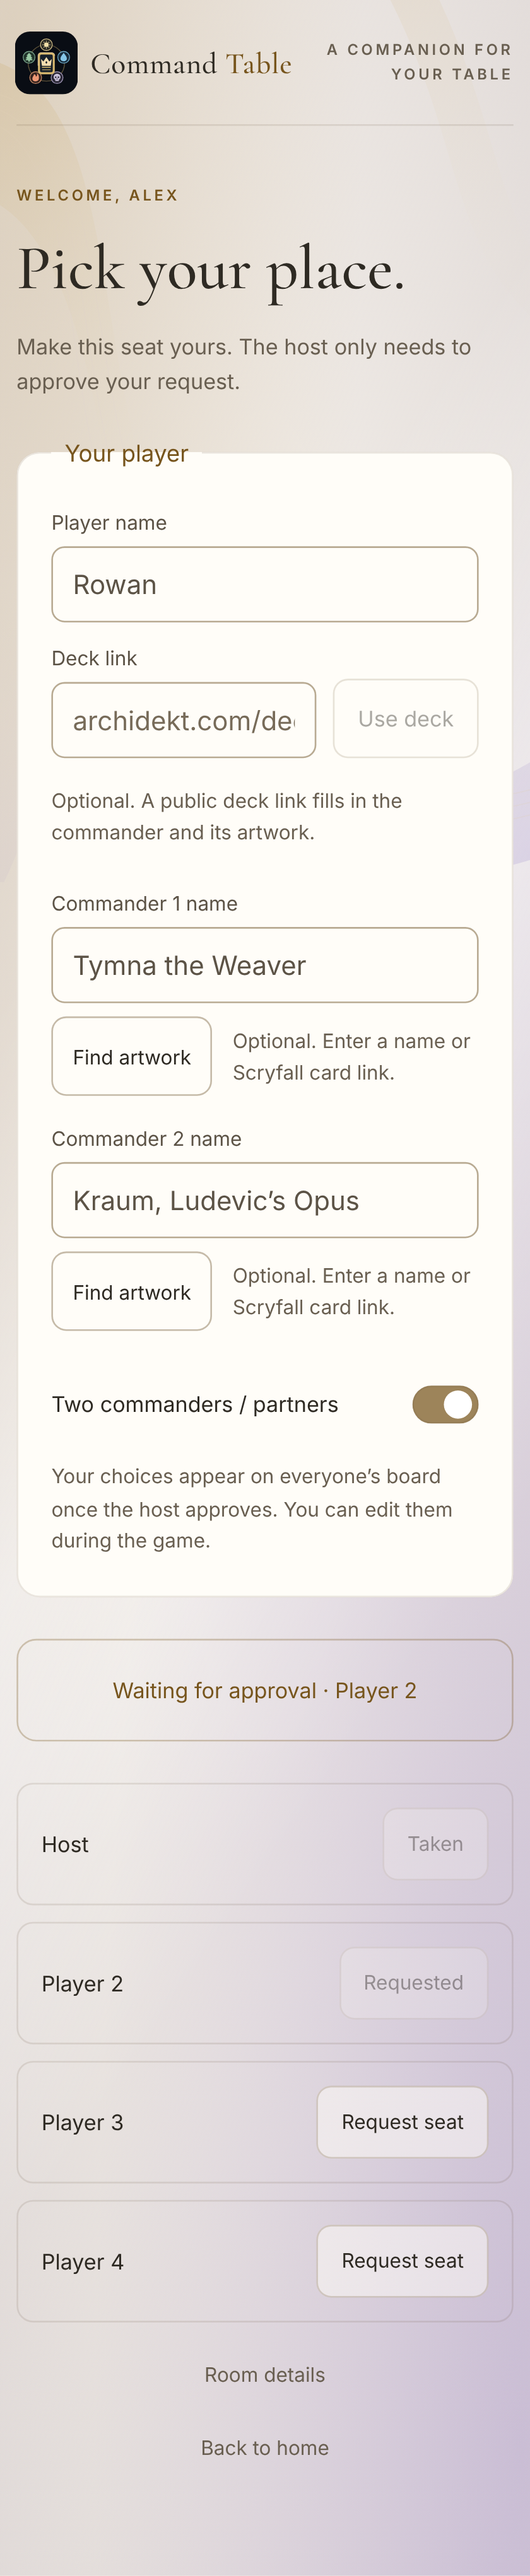 Command Table
A COMPANION FOR
YOUR TABLE
WELCOME, ALEX
Pick your place.
Make this seat yours. The host only needs to
approve your request.
Your player
Player name
Rowan
Deck link
archidekt.com/de
Use deck
Optional. A public deck link fills in the
commander and its artwork.
Commander 1 name
Tymna the Weaver
Find artwork
Optional. Enter a name or
Scryfall card link.
Commander 2 name
Kraum, Ludevic’s Opus
Find artwork
Optional. Enter a name or
Scryfall card link.
Two commanders / partners
Your choices appear on everyone’s board
once the host approves. You can edit them
during the game.
Waiting for approval · Player 2
Host
Taken
Player 2
Requested
Player 3
Request seat
Player 4
Request seat
Room details
Back to home